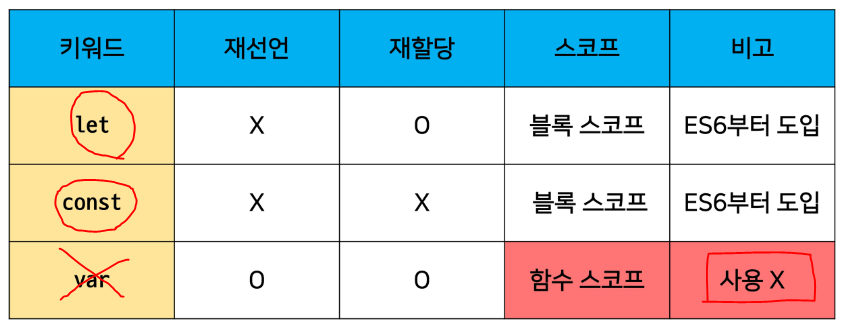 키워드 재선언 재할당 스코프 비고
let X O 블록 스코프 ES6부터 도입
const X X 블록 스코프 ES6부터 도입
var O O 함수 스코프 사용 X